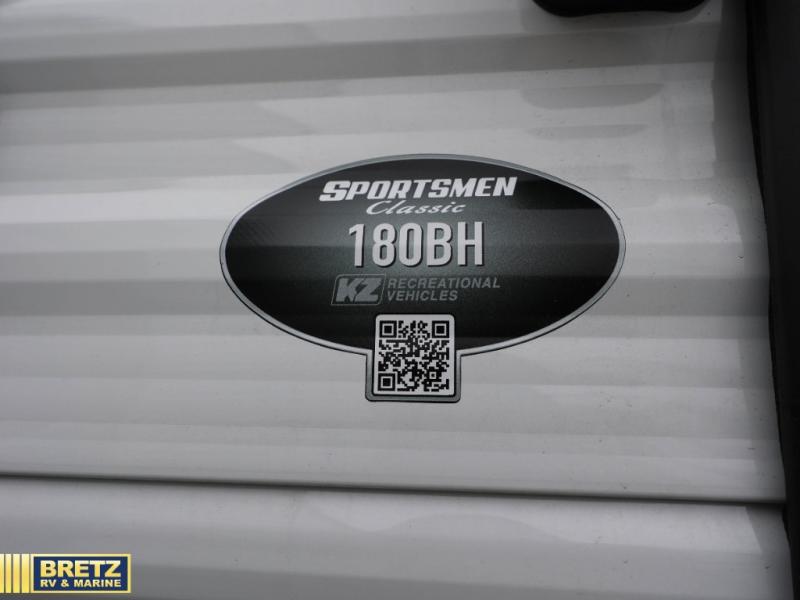 SPORTSMEN
Classic
180BH
KZ RECREATIONAL
VEHICLES
BRETZ
RV & MARINE